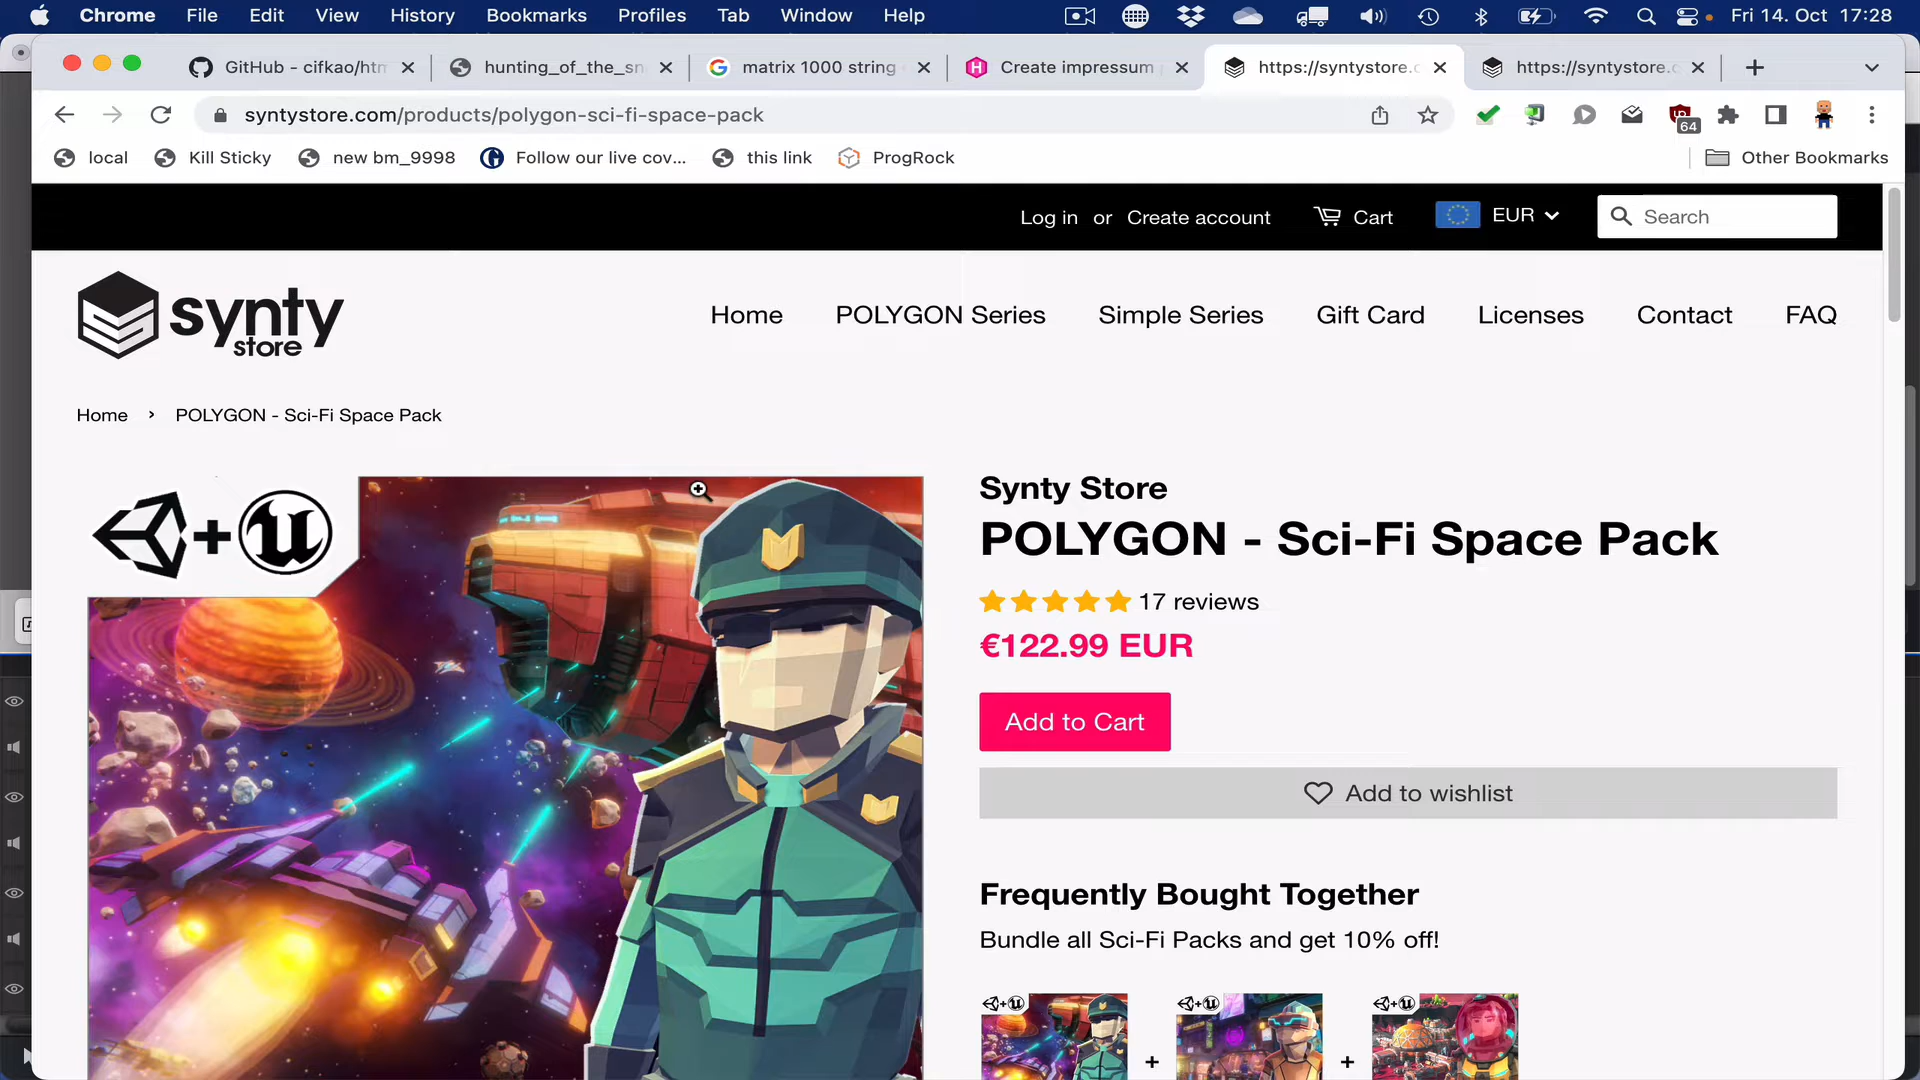 Chrome File Edit View History Bookmarks Profiles Tab Window Help Fri 14. Oct 17:28
GitHub - cifkao/htm hunting_of_the_sn matrix 1000 string Create impressum https://syntystore.c https://syntystore.c
syntystore.com/products/polygon-sci-fi-space-pack
64
local Kill Sticky new bm_9998 Follow our live cov... this link ProgRock Other Bookmarks
Log in or Create account Cart EUR Search
synty
store
Home POLYGON Series Simple Series Gift Card Licenses Contact FAQ
Home › POLYGON - Sci-Fi Space Pack
Synty Store
POLYGON - Sci-Fi Space Pack
17 reviews
€122.99 EUR
Add to Cart
Add to wishlist
Frequently Bought Together
Bundle all Sci-Fi Packs and get 10% off!
+ +